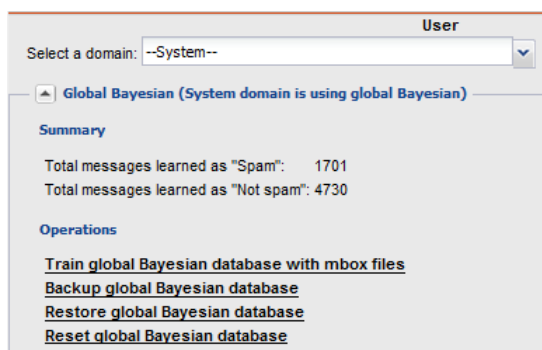 User
Select a domain: --System--
Global Bayesian (System domain is using global Bayesian)
Summary
Total messages learned as "Spam": 1701
Total messages learned as "Not spam": 4730
Operations
Train global Bayesian database with mbox files
Backup global Bayesian database
Restore global Bayesian database
Reset global Bayesian database